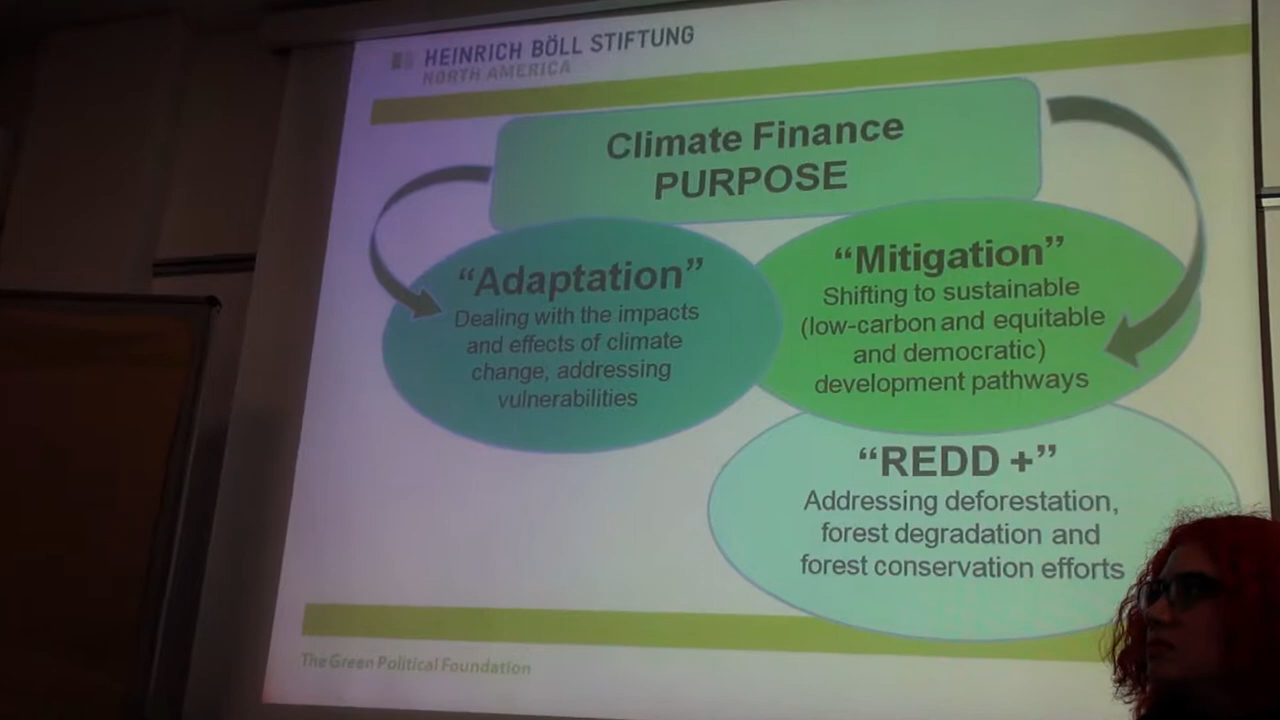 HEINRICH BÖLL STIFTUNG
NORTH AMERICA
Climate Finance
PURPOSE
“Adaptation”
Dealing with the impacts
and effects of climate
change, addressing
vulnerabilities
“Mitigation”
Shifting to sustainable
(low-carbon and equitable
and democratic)
development pathways
“REDD +”
Addressing deforestation,
forest degradation and
forest conservation efforts
The Green Political Foundation